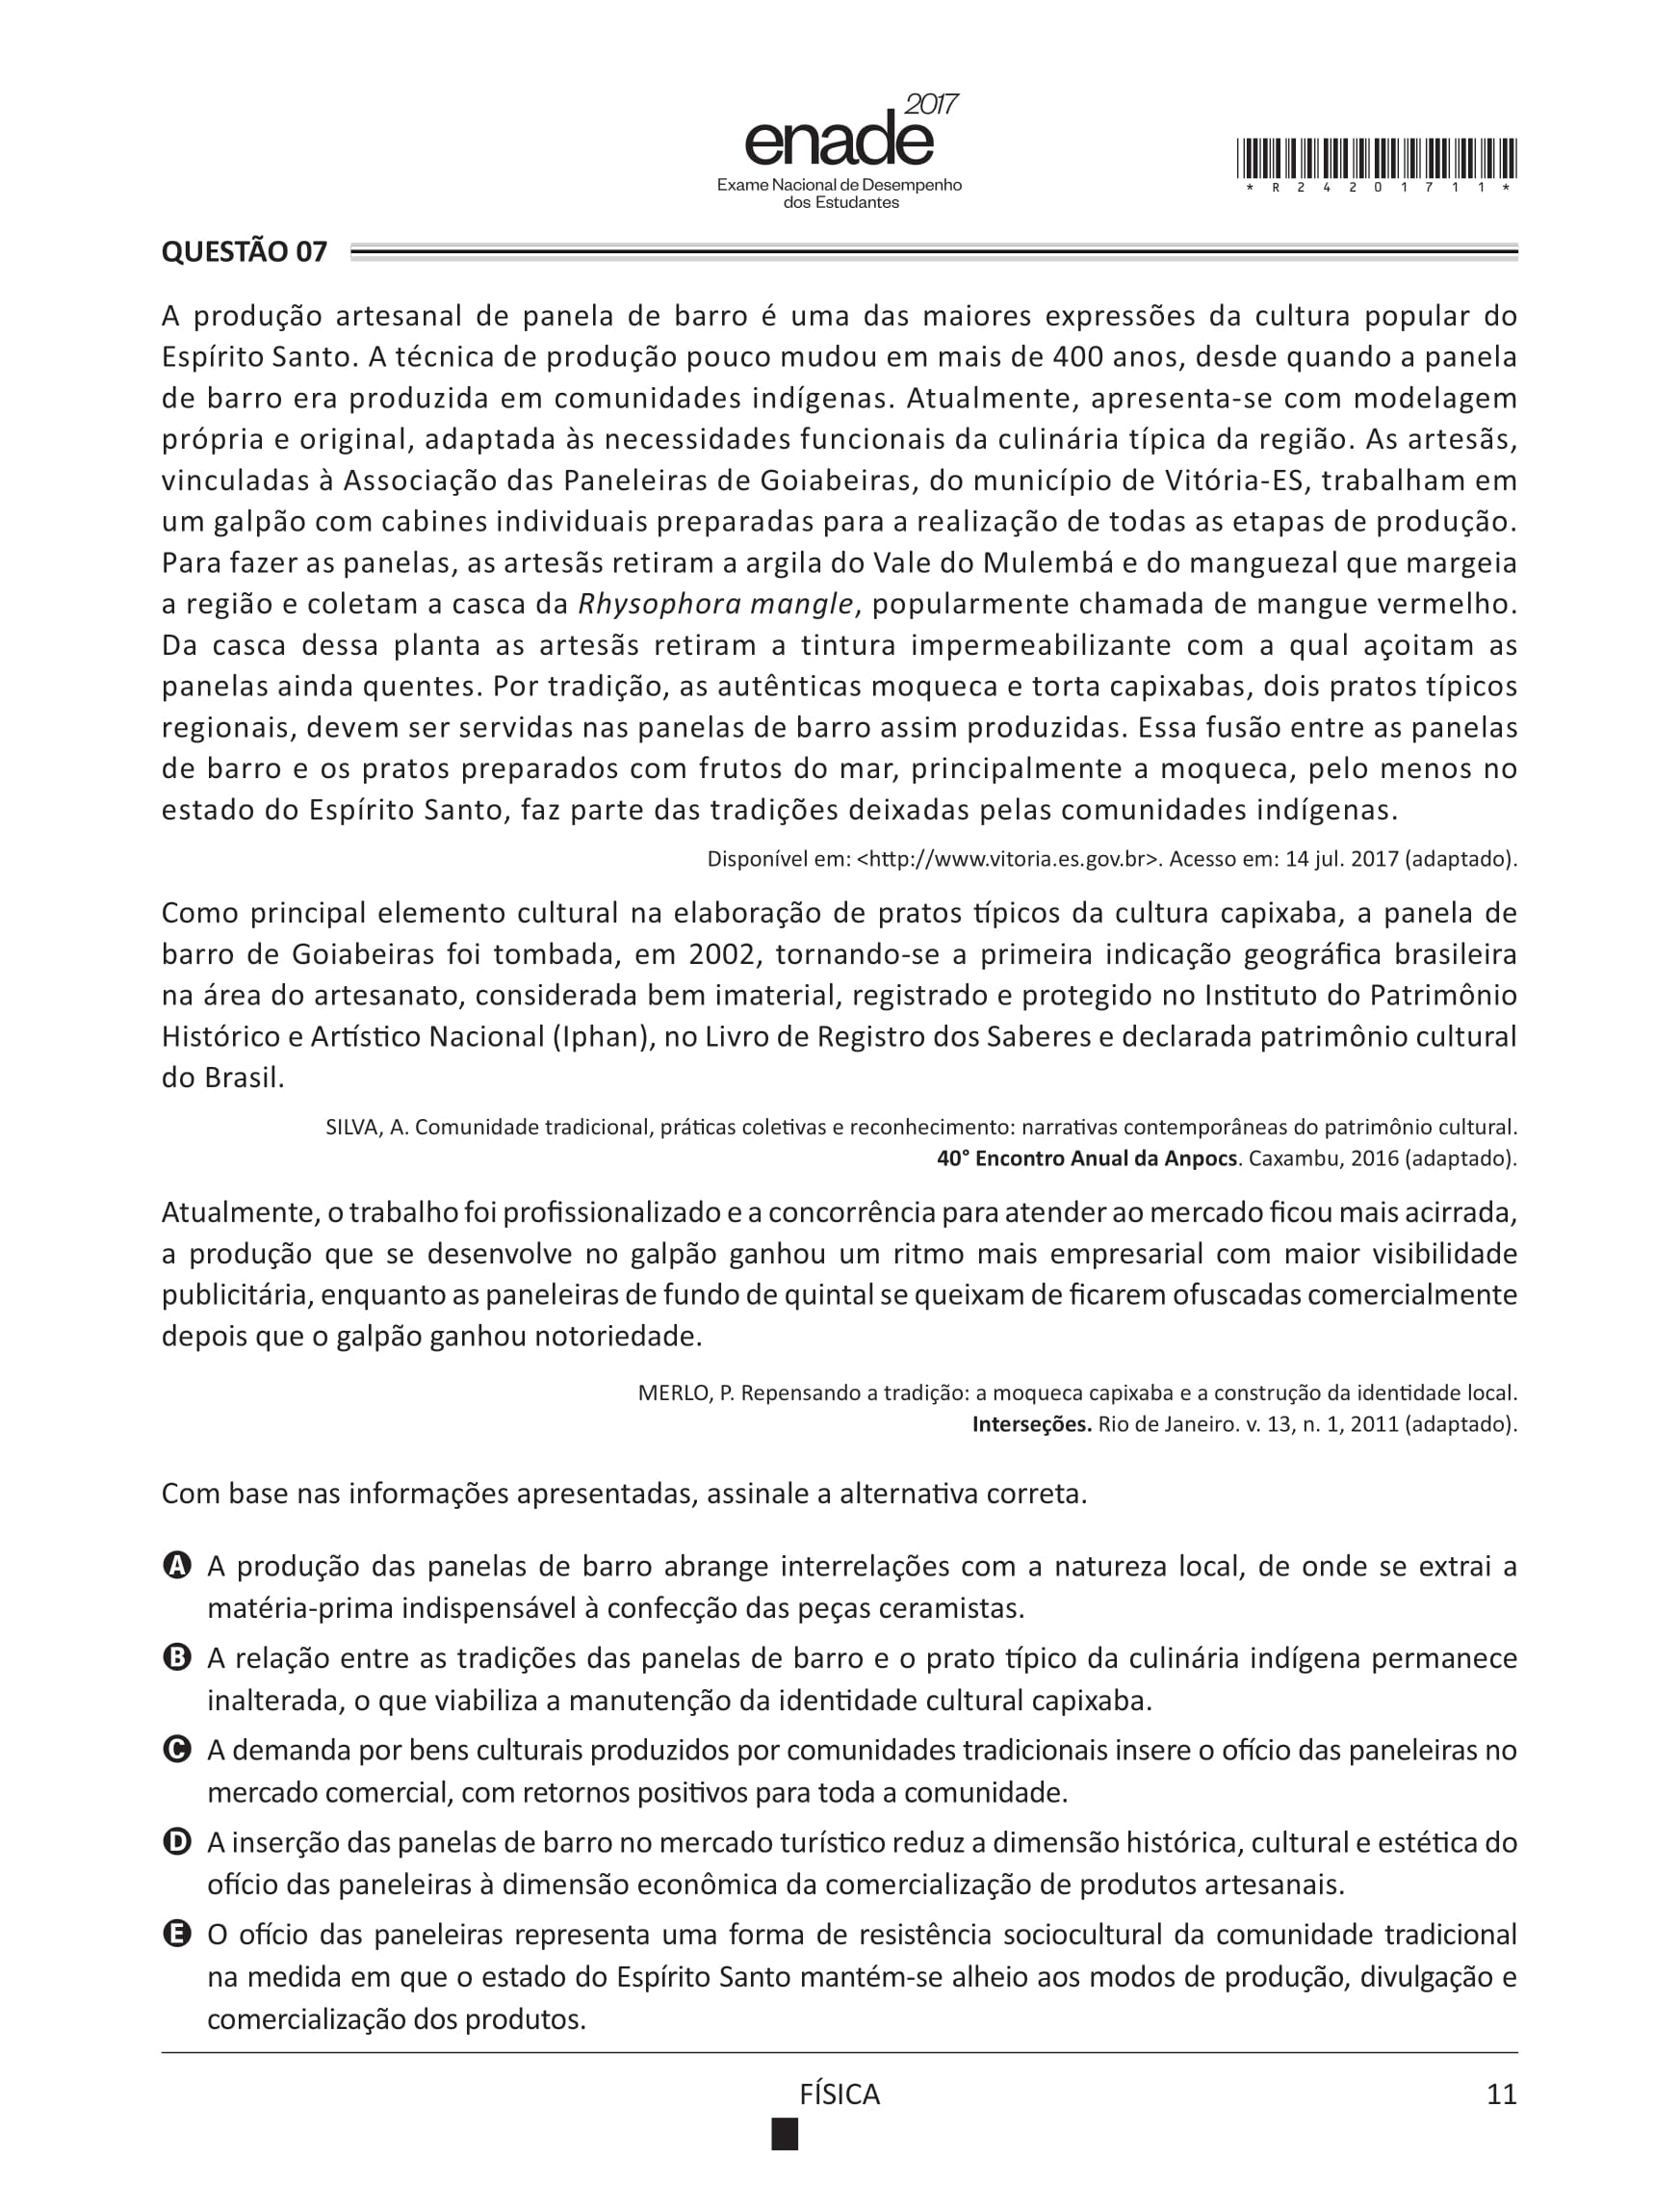 2017
enade
Exame Nacional de Desempenho
dos Estudantes
* R 2 4 2 0 1 7 1 1 *
QUESTÃO 07
A produção artesanal de panela de barro é uma das maiores expressões da cultura popular do
Espírito Santo. A técnica de produção pouco mudou em mais de 400 anos, desde quando a panela
de barro era produzida em comunidades indígenas. Atualmente, apresenta-se com modelagem
própria e original, adaptada às necessidades funcionais da culinária típica da região. As artesãs,
vinculadas à Associação das Paneleiras de Goiabeiras, do município de Vitória-ES, trabalham em
um galpão com cabines individuais preparadas para a realização de todas as etapas de produção.
Para fazer as panelas, as artesãs retiram a argila do Vale do Mulembá e do manguezal que margeia
a região e coletam a casca da Rhysophora mangle, popularmente chamada de mangue vermelho.
Da casca dessa planta as artesãs retiram a tintura impermeabilizante com a qual açoitam as
panelas ainda quentes. Por tradição, as autênticas moqueca e torta capixabas, dois pratos típicos
regionais, devem ser servidas nas panelas de barro assim produzidas. Essa fusão entre as panelas
de barro e os pratos preparados com frutos do mar, principalmente a moqueca, pelo menos no
estado do Espírito Santo, faz parte das tradições deixadas pelas comunidades indígenas.
Disponível em: <http://www.vitoria.es.gov.br>. Acesso em: 14 jul. 2017 (adaptado).
Como principal elemento cultural na elaboração de pratos típicos da cultura capixaba, a panela de
barro de Goiabeiras foi tombada, em 2002, tornando-se a primeira indicação geográfica brasileira
na área do artesanato, considerada bem imaterial, registrado e protegido no Instituto do Patrimônio
Histórico e Artístico Nacional (Iphan), no Livro de Registro dos Saberes e declarada patrimônio cultural
do Brasil.
SILVA, A. Comunidade tradicional, práticas coletivas e reconhecimento: narrativas contemporâneas do patrimônio cultural.
40° Encontro Anual da Anpocs. Caxambu, 2016 (adaptado).
Atualmente, o trabalho foi profissionalizado e a concorrência para atender ao mercado ficou mais acirrada,
a produção que se desenvolve no galpão ganhou um ritmo mais empresarial com maior visibilidade
publicitária, enquanto as paneleiras de fundo de quintal se queixam de ficarem ofuscadas comercialmente
depois que o galpão ganhou notoriedade.
MERLO, P. Repensando a tradição: a moqueca capixaba e a construção da identidade local.
Interseções. Rio de Janeiro. v. 13, n. 1, 2011 (adaptado).
Com base nas informações apresentadas, assinale a alternativa correta.
A A produção das panelas de barro abrange interrelações com a natureza local, de onde se extrai a
matéria-prima indispensável à confecção das peças ceramistas.
B A relação entre as tradições das panelas de barro e o prato típico da culinária indígena permanece
inalterada, o que viabiliza a manutenção da identidade cultural capixaba.
C A demanda por bens culturais produzidos por comunidades tradicionais insere o ofício das paneleiras no
mercado comercial, com retornos positivos para toda a comunidade.
D A inserção das panelas de barro no mercado turístico reduz a dimensão histórica, cultural e estética do
ofício das paneleiras à dimensão econômica da comercialização de produtos artesanais.
E O ofício das paneleiras representa uma forma de resistência sociocultural da comunidade tradicional
na medida em que o estado do Espírito Santo mantém-se alheio aos modos de produção, divulgação e
comercialização dos produtos.
FÍSICA
11